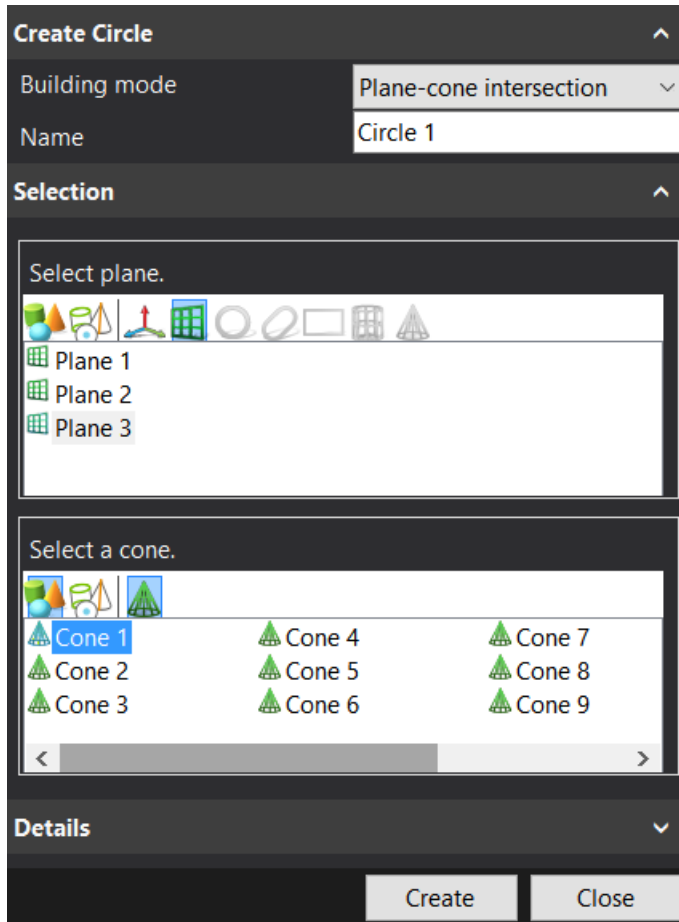 Create Circle
Building mode
Plane-cone intersection
Name
Circle 1
Selection
Select plane.
Plane 1
Plane 2
Plane 3
Select a cone.
Cone 1 Cone 4 Cone 7
Cone 2 Cone 5 Cone 8
Cone 3 Cone 6 Cone 9
Details
Create Close